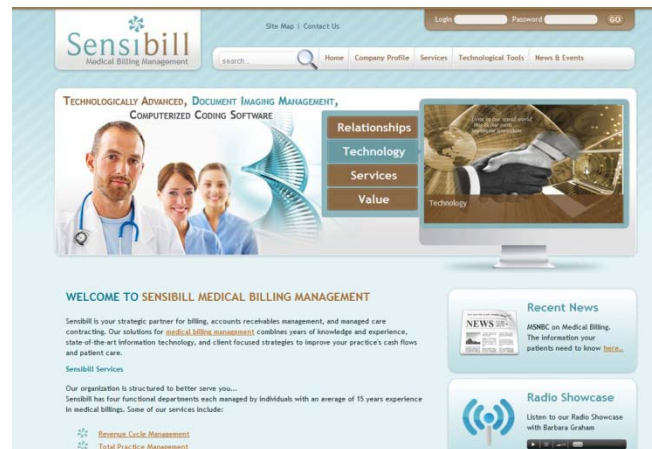 Sensibill
Medical Billing Management
Site Map | Contact Us
Login
Password
GO
search...
Home
Company Profile
Services
Technological Tools
News & Events
Technologically Advanced, Document Imaging Management,
Computerized Coding Software
Relationships
Technology
Services
Value
Technology
WELCOME TO SENSIBILL MEDICAL BILLING MANAGEMENT
Sensibill is your strategic partner for billing, accounts receivables management, and managed care
contracting. Our solutions for medical billing management combines years of knowledge and experience,
state-of-the-art information technology, and client focused strategies to improve your practice's cash flows
and patient care.
Sensibill Services
Our organization is structured to better serve you...
Sensibill has four functional departments each managed by individuals with an average of 15 years experience
in medical billings. Some of our services include:
Revenue Cycle Management
Total Practice Management
Recent News
NEWS
MSNBC on Medical Billing.
The information your
patients need to know here..
Radio Showcase
Listen to our Radio Showcase
with Barbara Graham